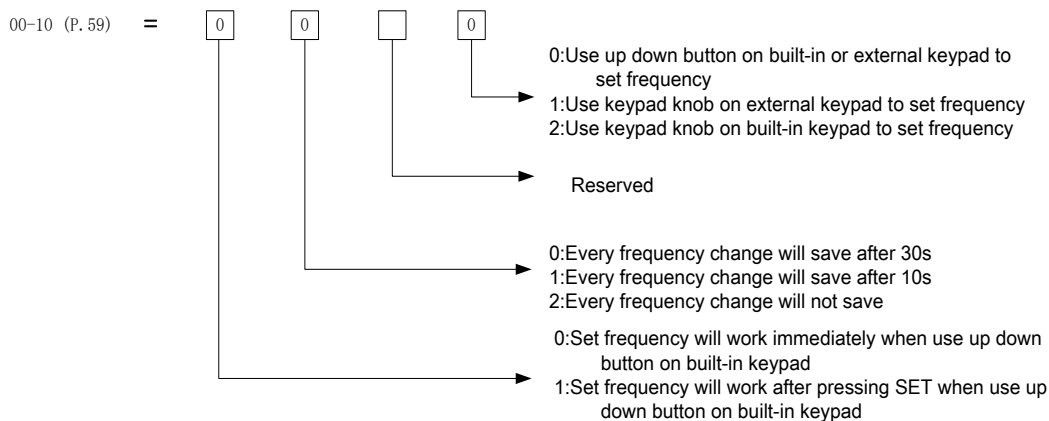 00-10 (P.59) = 0 0 0
0:Use up down button on built-in or external keypad to
set frequency
1:Use keypad knob on external keypad to set frequency
2:Use keypad knob on built-in keypad to set frequency
Reserved
0:Every frequency change will save after 30s
1:Every frequency change will save after 10s
2:Every frequency change will not save
0:Set frequency will work immediately when use up down
button on built-in keypad
1:Set frequency will work after pressing SET when use up
down button on built-in keypad